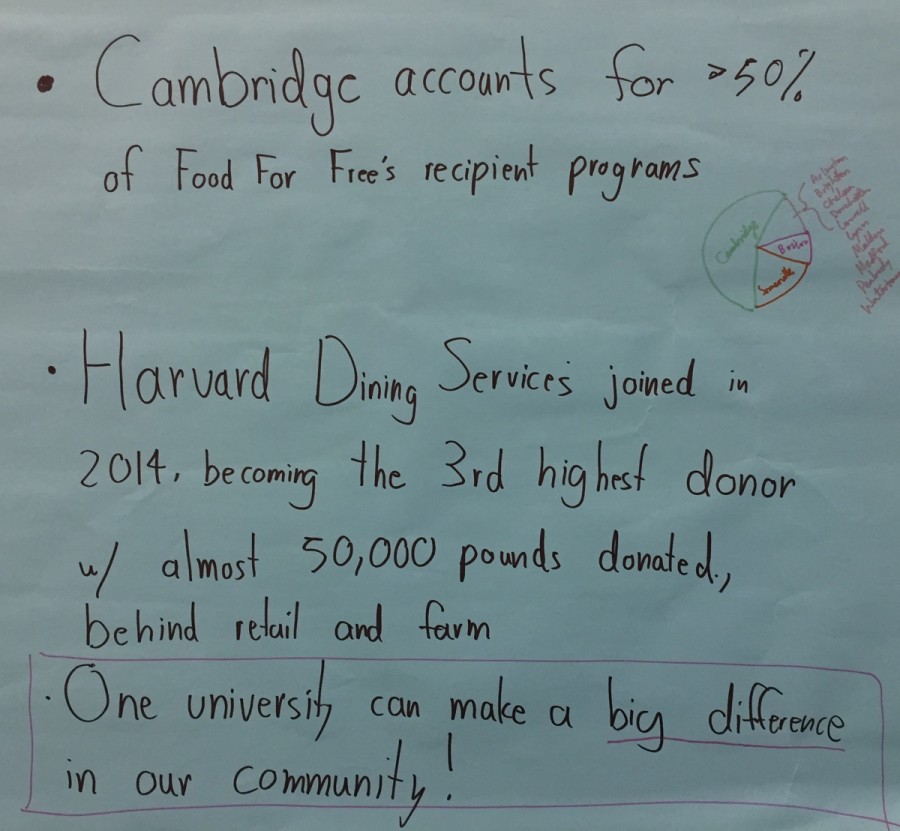 • Cambridge accounts for >50%
of Food For Free's recipient programs
Cambridge
Boston
Somerville
Arlington
Brighton
Chelsea
Dorchester
Lowell
Lynn
Malden
Medford
Peabody
Watertown
• Harvard Dining Services joined in
2014, becoming the 3rd highest donor
w/ almost 50,000 pounds donated,
behind retail and farm
• One university can make a big difference
in our community!